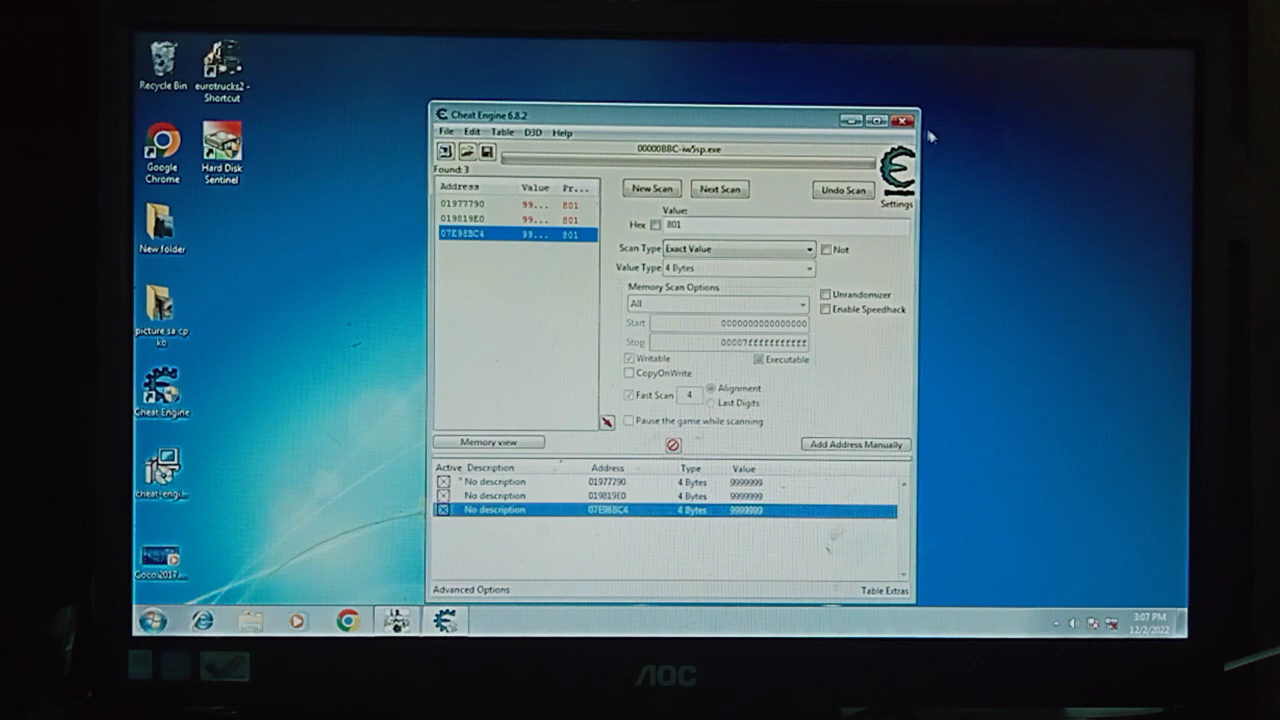 Recycle Bin
eurotrucks2 - Shortcut
Google Chrome
Hard Disk Sentinel
New folder
picture sa cp ko
Cheat Engine
cheat-engi...
Goco 2017...
Cheat Engine 6.8.2
File Edit Table D3D Help
00000BBC-iw5sp.exe
Found: 3
Address Value Pr...
01977790 99... 801
019819E0 99... 801
07E98BC4 99... 801
New Scan Next Scan Undo Scan
Settings
Value:
Hex 801
Scan Type Exact Value Not
Value Type 4 Bytes
Memory Scan Options
All
Unrandomizer
Enable Speedhack
Start 0000000000000000
Stop 00007fffffffffff
Writable Executable
CopyOnWrite
Fast Scan 4 Alignment
Last Digits
Pause the game while scanning
Memory view Add Address Manually
Active Description Address Type Value
No description 01977790 4 Bytes 9999999
No description 019819E0 4 Bytes 9999999
No description 07E98BC4 4 Bytes 9999999
Advanced Options Table Extras
3:07 PM
12/2/2022
AOC